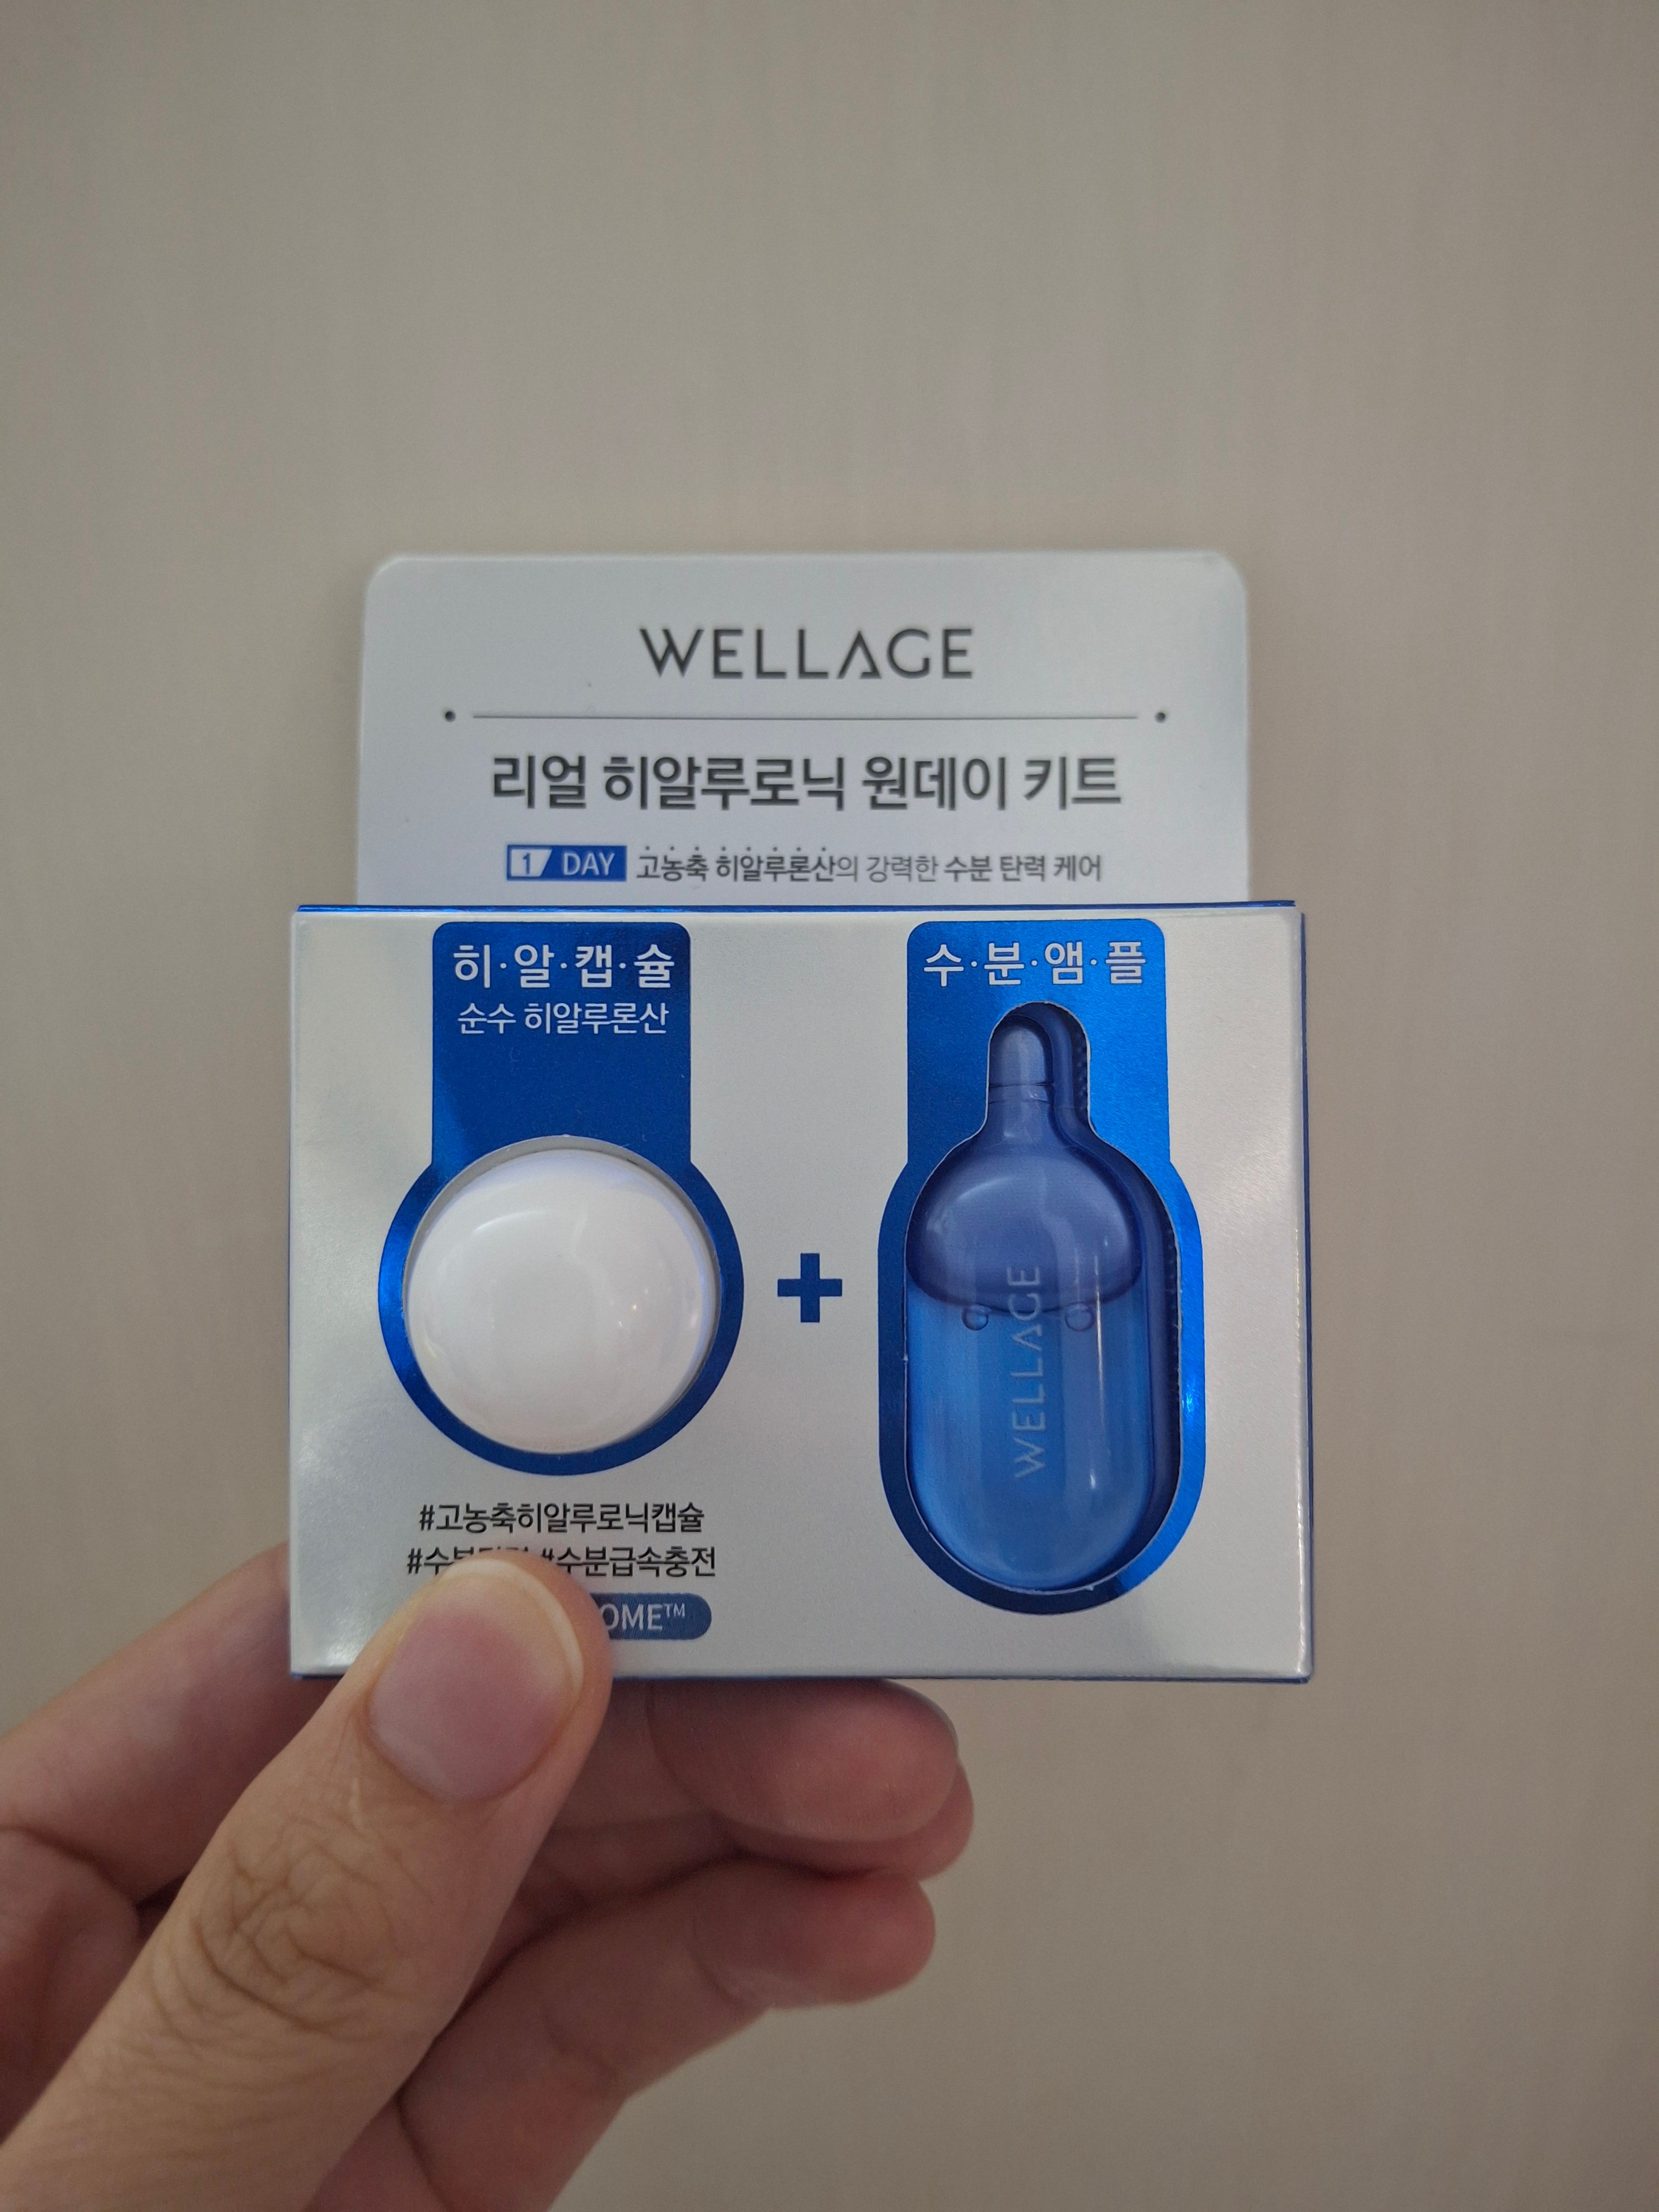 WELLAGE
리얼 히알루로닉 원데이 키트
1 DAY 고농축 히알루론산의 강력한 수분 탄력 케어
히·알·캡·슐
순수 히알루론산
수·분·앰·플
+
WELLAGE
#고농축히알루로닉캡슐
#수분급속충전